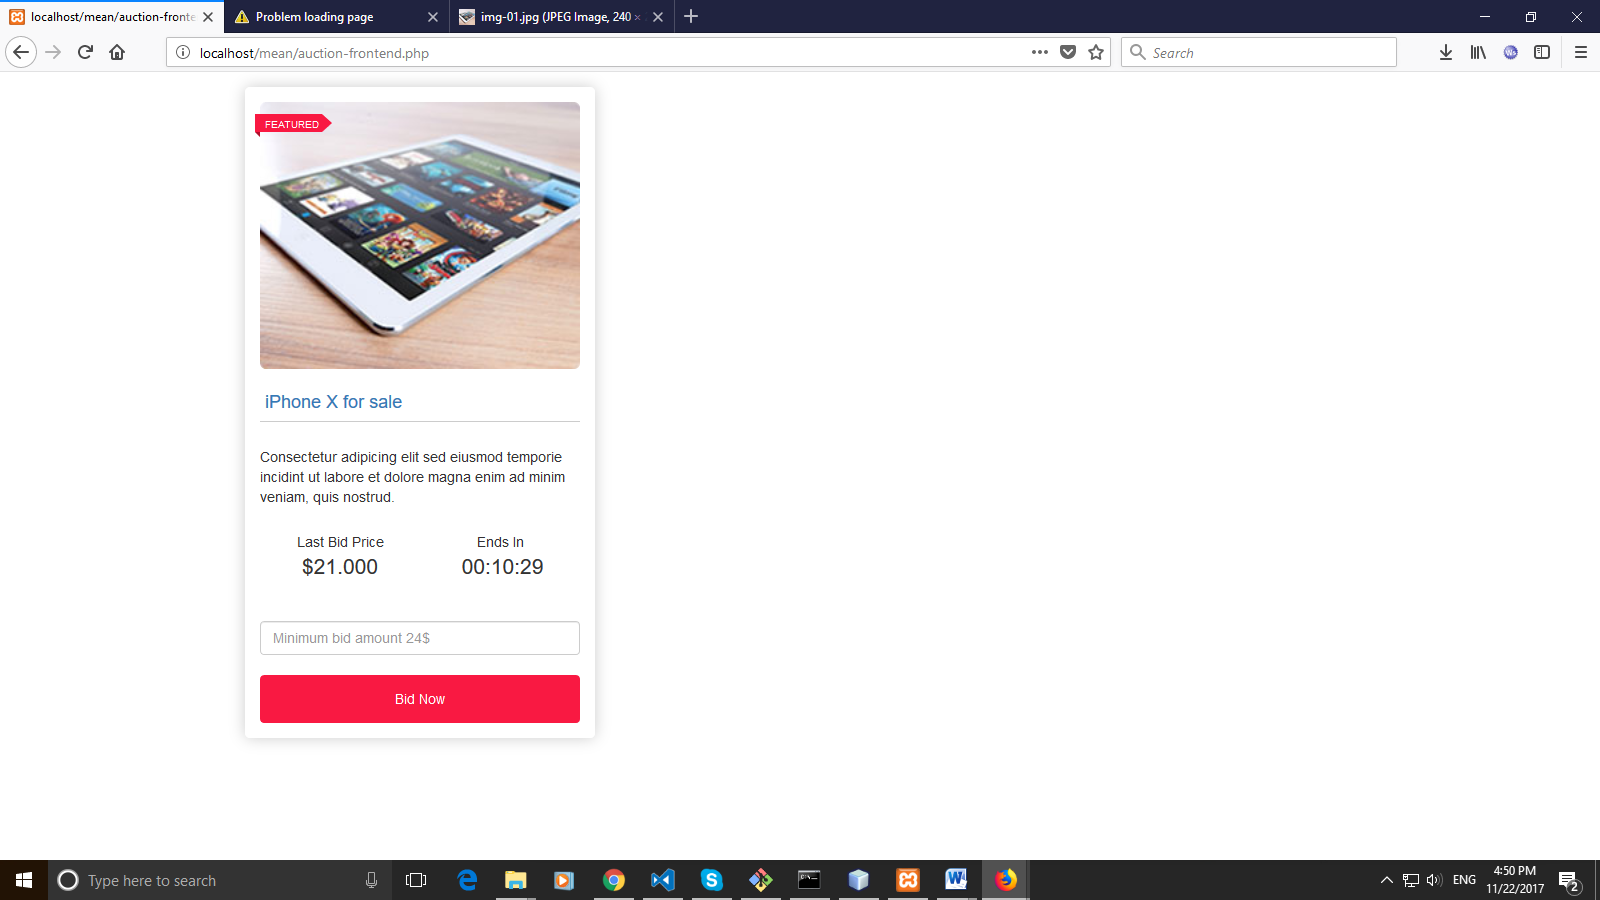 localhost/mean/auction-fronte
Problem loading page
img-01.jpg (JPEG Image, 240 ×
localhost/mean/auction-frontend.php
Search
FEATURED
iPhone X for sale
Consectetur adipicing elit sed eiusmod temporie
incidint ut labore et dolore magna enim ad minim
veniam, quis nostrud.
Last Bid Price
Ends In
$21.000
00:10:29
Minimum bid amount 24$
Bid Now
Type here to search
ENG
4:50 PM
11/22/2017
2